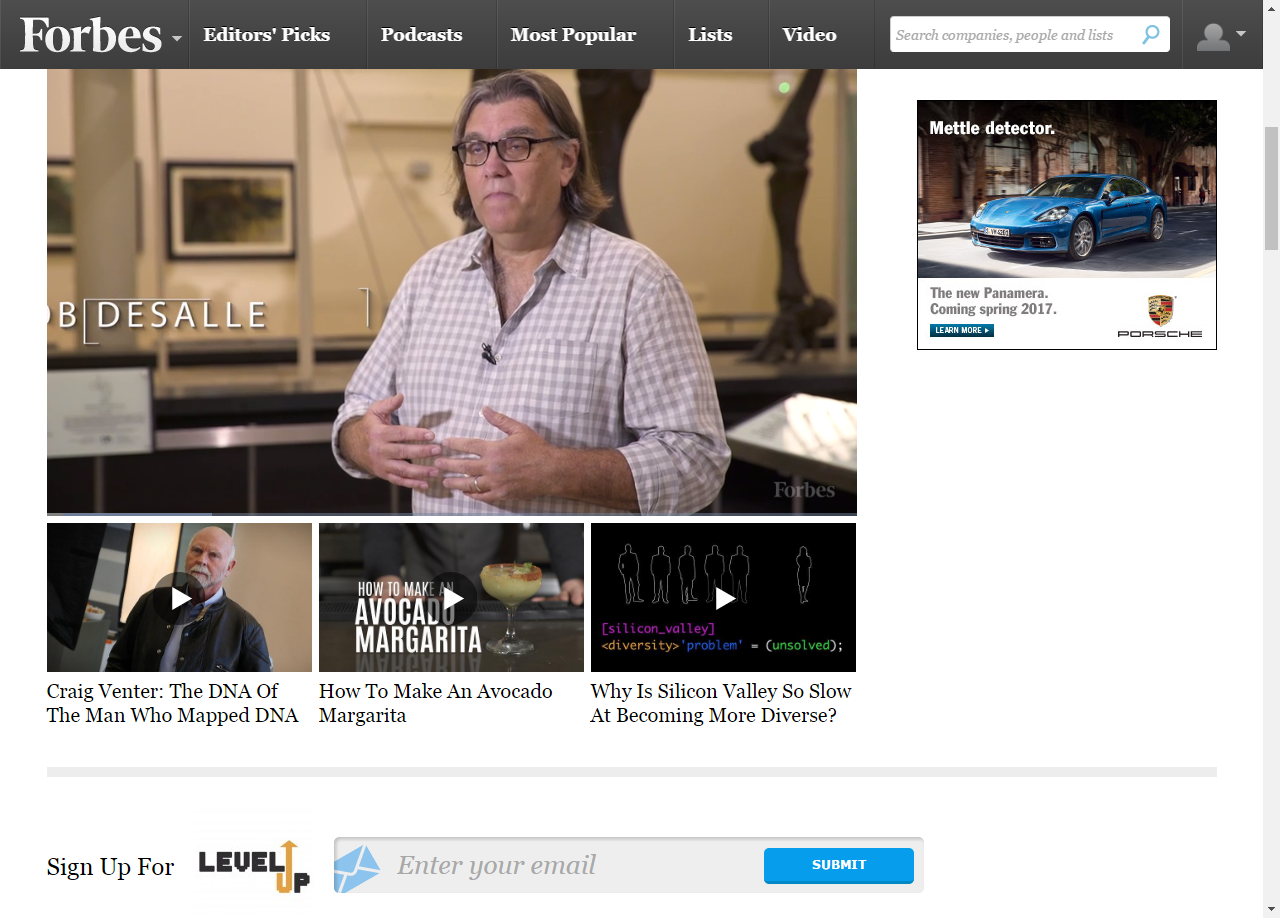 Forbes
Editors' Picks
Podcasts
Most Popular
Lists
Video
Search companies, people and lists
DESALLE
Forbes
Mettle detector.
The new Panamera.
Coming spring 2017.
LEARN MORE
PORSCHE
HOW TO MAKE AN
AVOCADO
MARGARITA
[silicon_valley]
<diversity>'problem' = (unsolved);
Craig Venter: The DNA Of
The Man Who Mapped DNA
How To Make An Avocado
Margarita
Why Is Silicon Valley So Slow
At Becoming More Diverse?
Sign Up For
LEVEL UP
Enter your email
SUBMIT